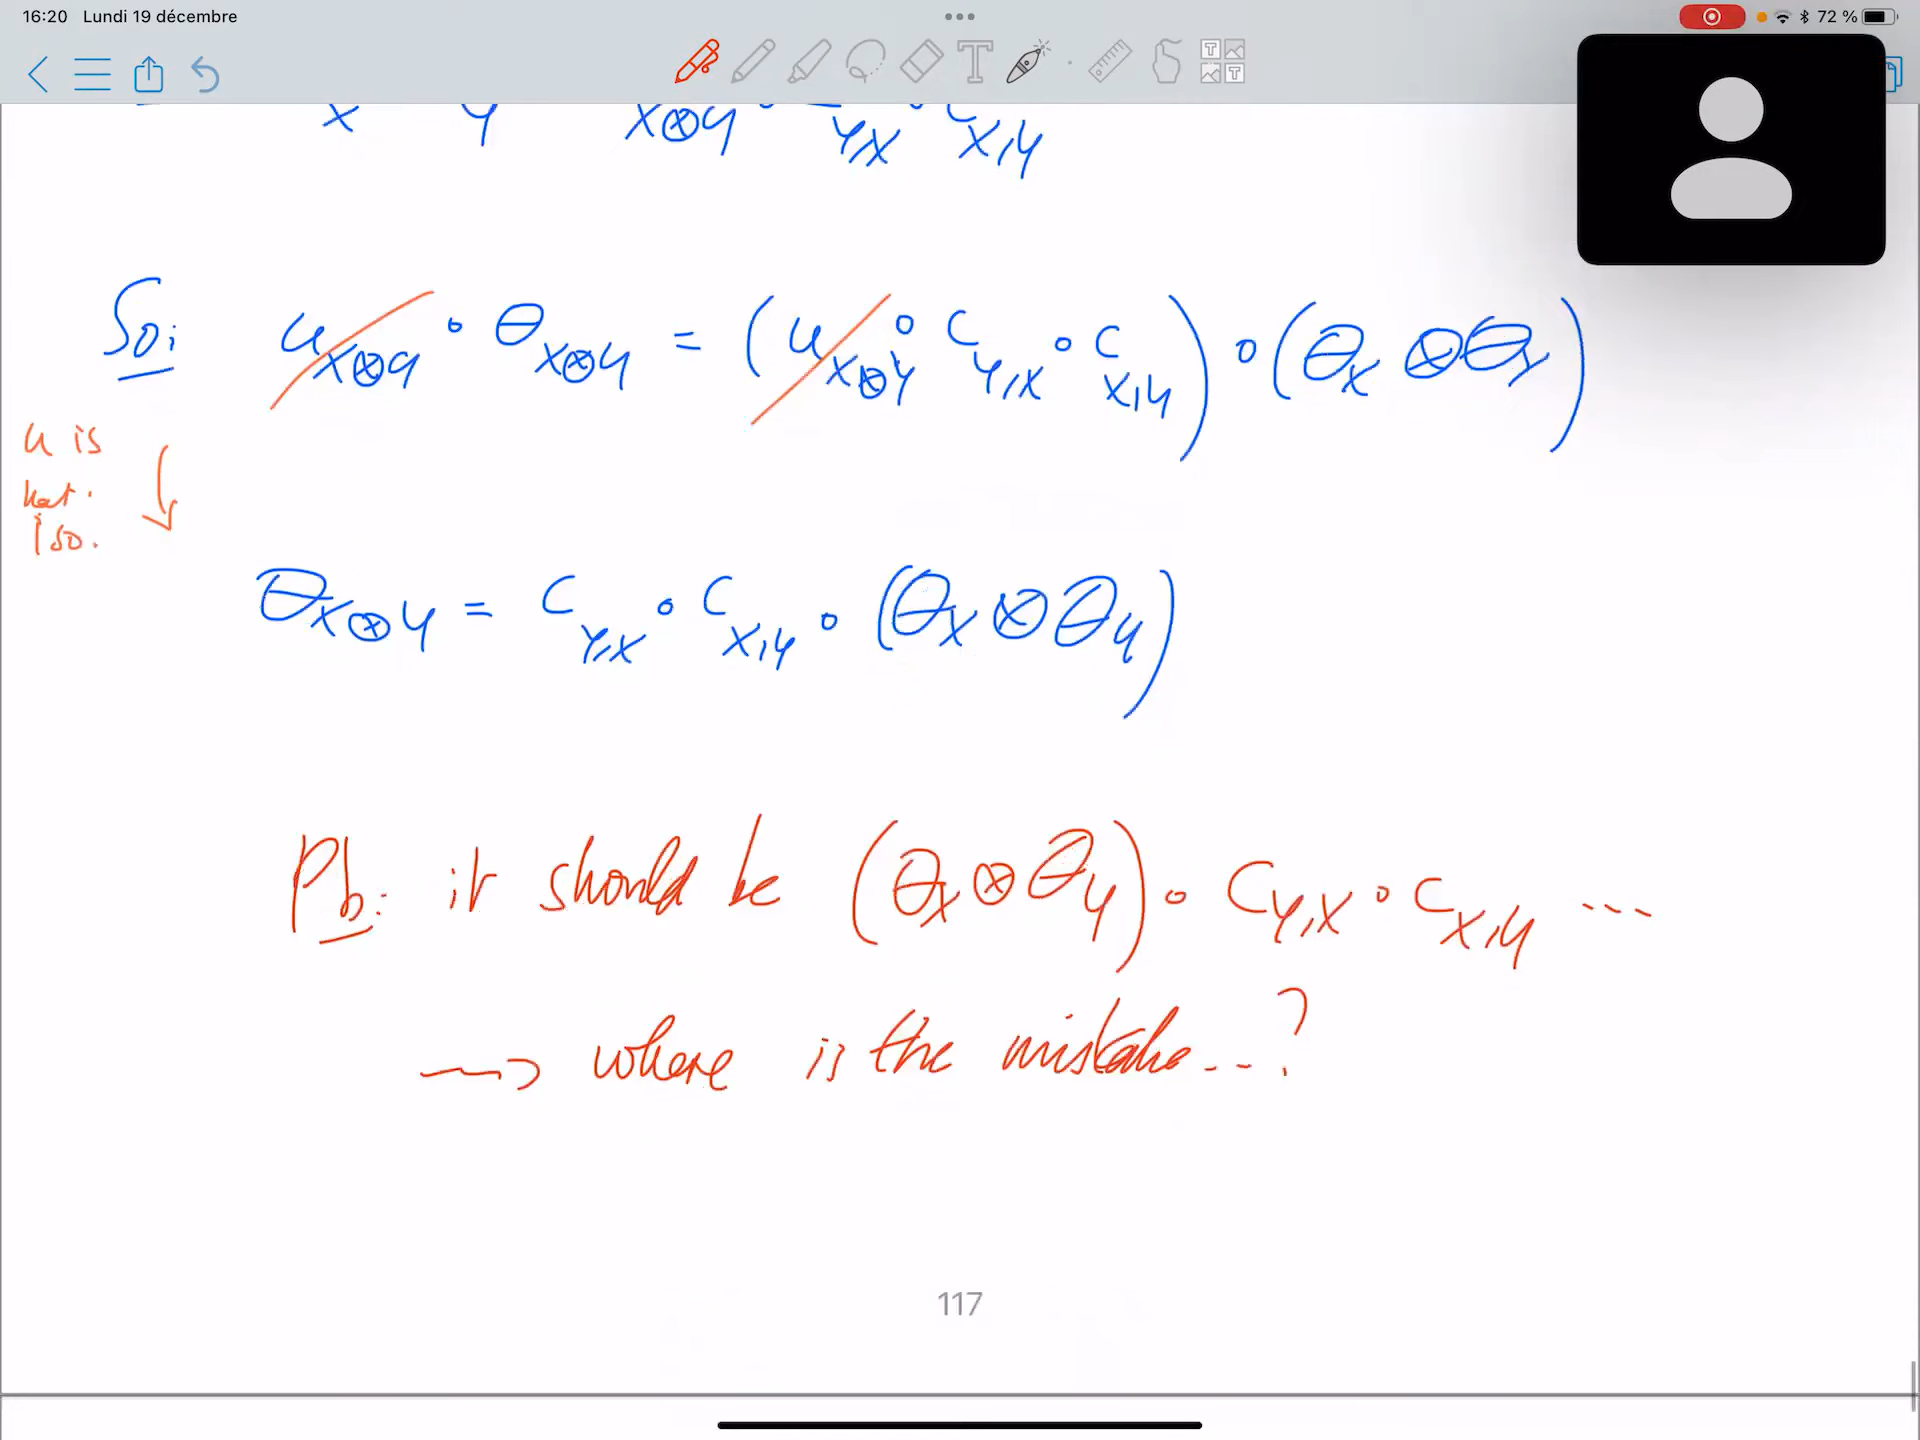 16:20 Lundi 19 décembre 72 %
X Y X⊗Y Y,X ∘ C X,Y
So: u_{X⊗Y} ∘ θ_{X⊗Y} = (u_{X⊗Y} ∘ C_{Y,X} ∘ C_{X,Y}) ∘ (θ_X ⊗ θ_Y)
u is
nat.
iso.
θ_{X⊗Y} = C_{Y,X} ∘ C_{X,Y} ∘ (θ_X ⊗ θ_Y)
Pb: it should be (θ_X ⊗ θ_Y) ∘ C_{Y,X} ∘ C_{X,Y} ...
⟿ where is the mistake...?
117